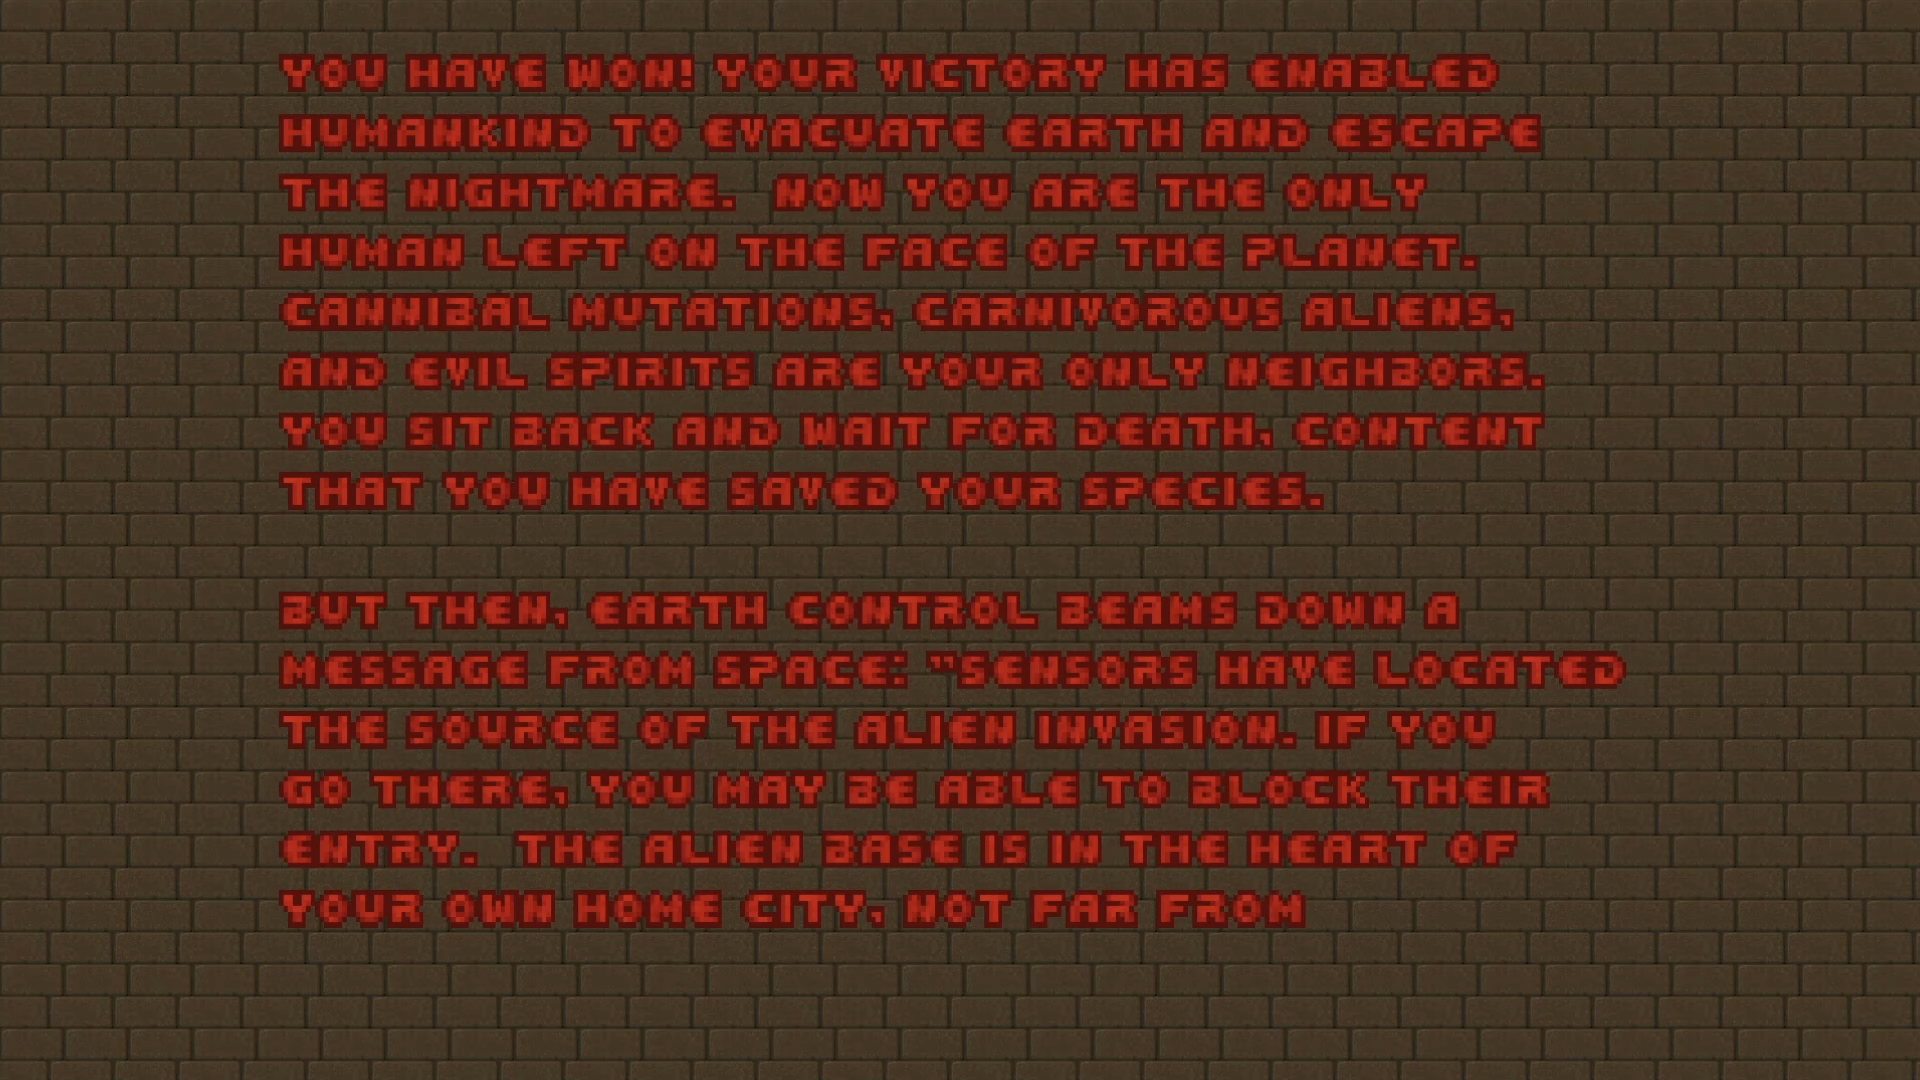 YOU HAVE WON! YOUR VICTORY HAS ENABLED
HUMANKIND TO EVACUATE EARTH AND ESCAPE
THE NIGHTMARE.  NOW YOU ARE THE ONLY
HUMAN LEFT ON THE FACE OF THE PLANET.
CANNIBAL MUTATIONS, CARNIVOROUS ALIENS,
AND EVIL SPIRITS ARE YOUR ONLY NEIGHBORS.
YOU SIT BACK AND WAIT FOR DEATH, CONTENT
THAT YOU HAVE SAVED YOUR SPECIES.

BUT THEN, EARTH CONTROL BEAMS DOWN A
MESSAGE FROM SPACE: "SENSORS HAVE LOCATED
THE SOURCE OF THE ALIEN INVASION. IF YOU
GO THERE, YOU MAY BE ABLE TO BLOCK THEIR
ENTRY.  THE ALIEN BASE IS IN THE HEART OF
YOUR OWN HOME CITY, NOT FAR FROM